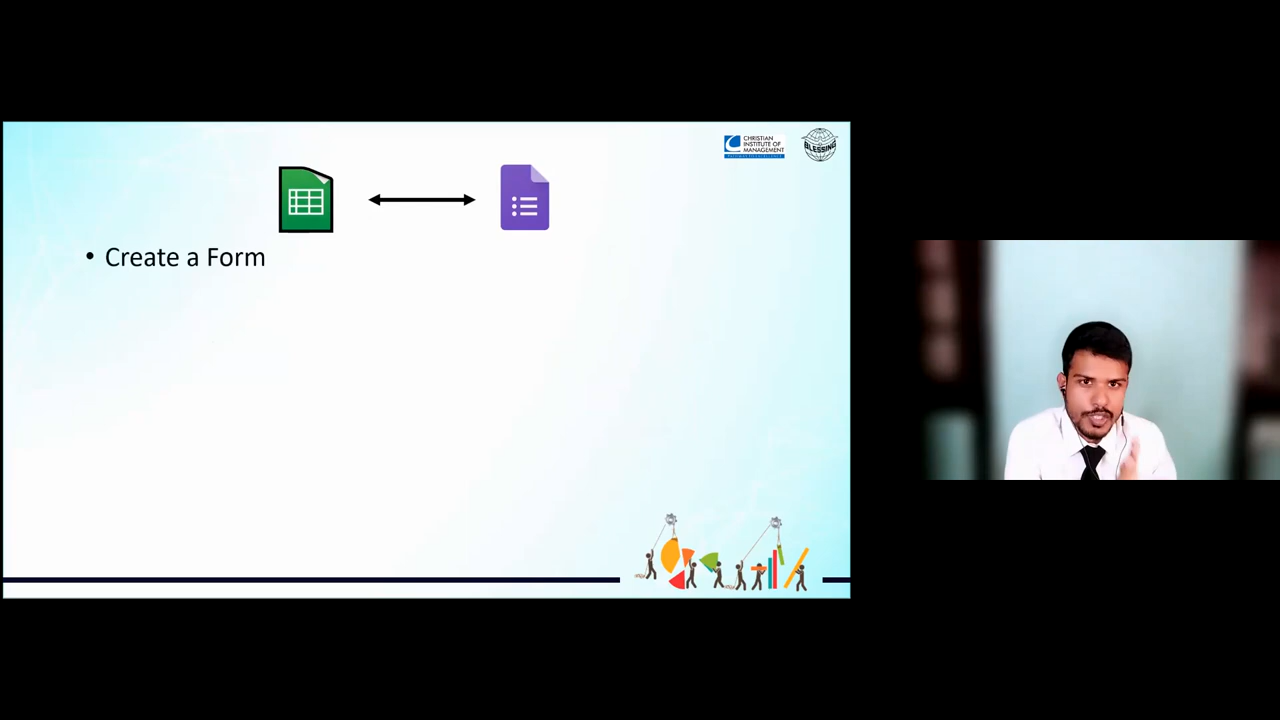 CHRISTIAN
INSTITUTE OF
MANAGEMENT
BLESSING
• Create a Form